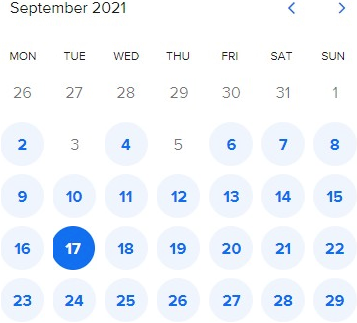 September 2021
MON TUE WED THU FRI SAT SUN
26 27 28 29 30 31 1
2 3 4 5 6 7 8
9 10 11 12 13 14 15
16 17 18 19 20 21 22
23 24 25 26 27 28 29